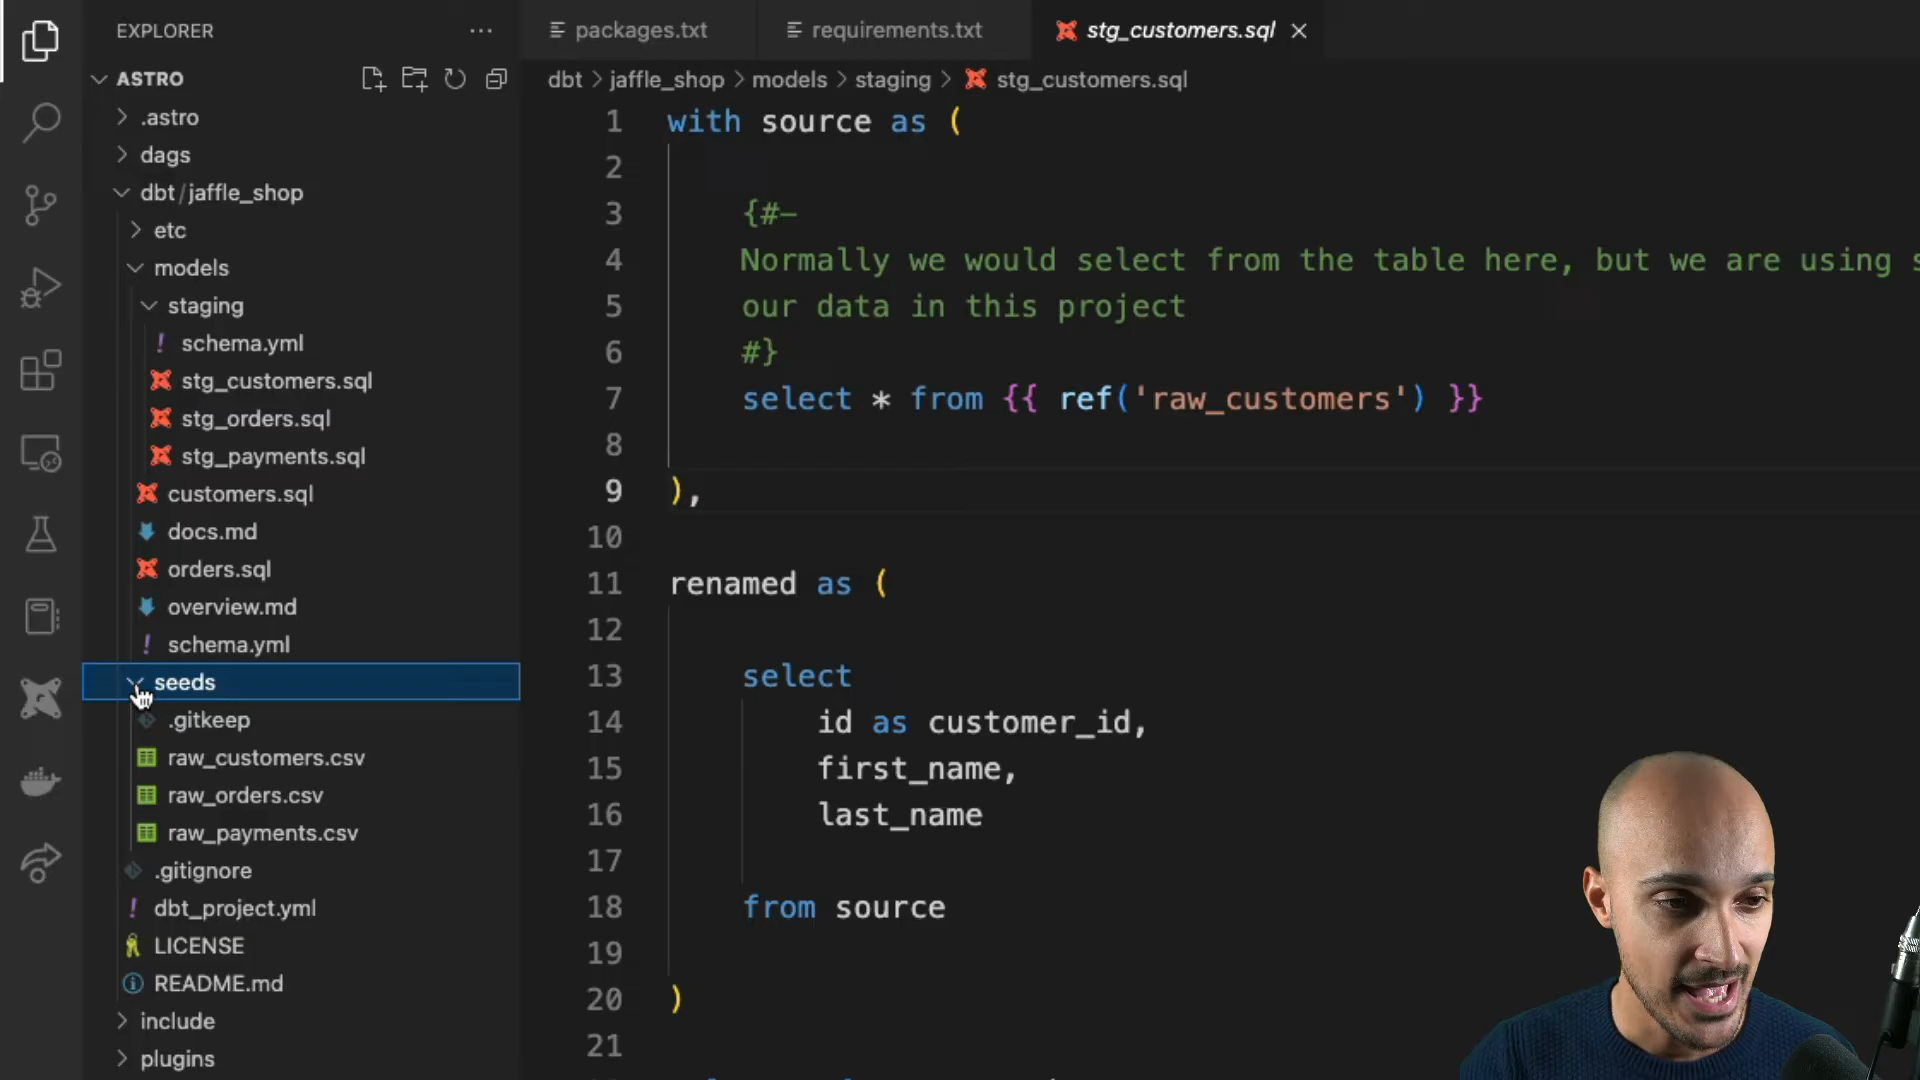 EXPLORER
packages.txt
requirements.txt
stg_customers.sql
ASTRO
dbt > jaffle_shop > models > staging > stg_customers.sql
.astro
dags
dbt/jaffle_shop
etc
models
staging
schema.yml
stg_customers.sql
stg_orders.sql
stg_payments.sql
customers.sql
docs.md
orders.sql
overview.md
schema.yml
seeds
.gitkeep
raw_customers.csv
raw_orders.csv
raw_payments.csv
.gitignore
dbt_project.yml
LICENSE
README.md
include
plugins
1 with source as (
2
3 {#-
4 Normally we would select from the table here, but we are using
5 our data in this project
6 #}
7 select * from {{ ref('raw_customers') }}
8
9 ),
10
11 renamed as (
12
13 select
14 id as customer_id,
15 first_name,
16 last_name
17
18 from source
19
20 )
21